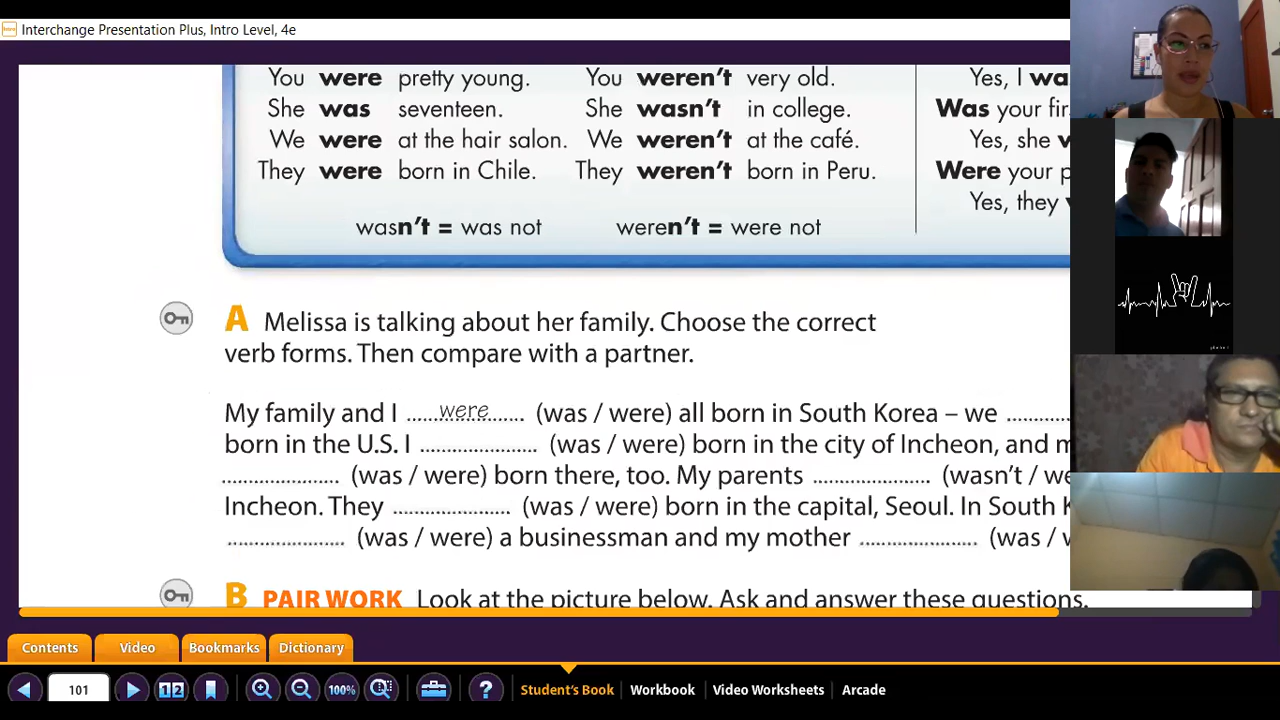 Interchange Presentation Plus, Intro Level, 4e
You were pretty young. You weren't very old. Yes, I wa
She was seventeen. She wasn't in college. Was your fir
We were at the hair salon. We weren't at the café. Yes, she
They were born in Chile. They weren't born in Peru. Were your p
Yes, they
wasn't = was not weren't = were not
A Melissa is talking about her family. Choose the correct
verb forms. Then compare with a partner.
My family and I ......were....... (was / were) all born in South Korea – we ..........
born in the U.S. I ..................... (was / were) born in the city of Incheon, and m
..................... (was / were) born there, too. My parents ..................... (wasn't / we
Incheon. They ..................... (was / were) born in the capital, Seoul. In South K
..................... (was / were) a businessman and my mother ..................... (was / w
B PAIR WORK Look at the picture below. Ask and answer these questions.
Contents Video Bookmarks Dictionary
101 1 2 100% ? Student's Book Workbook Video Worksheets Arcade